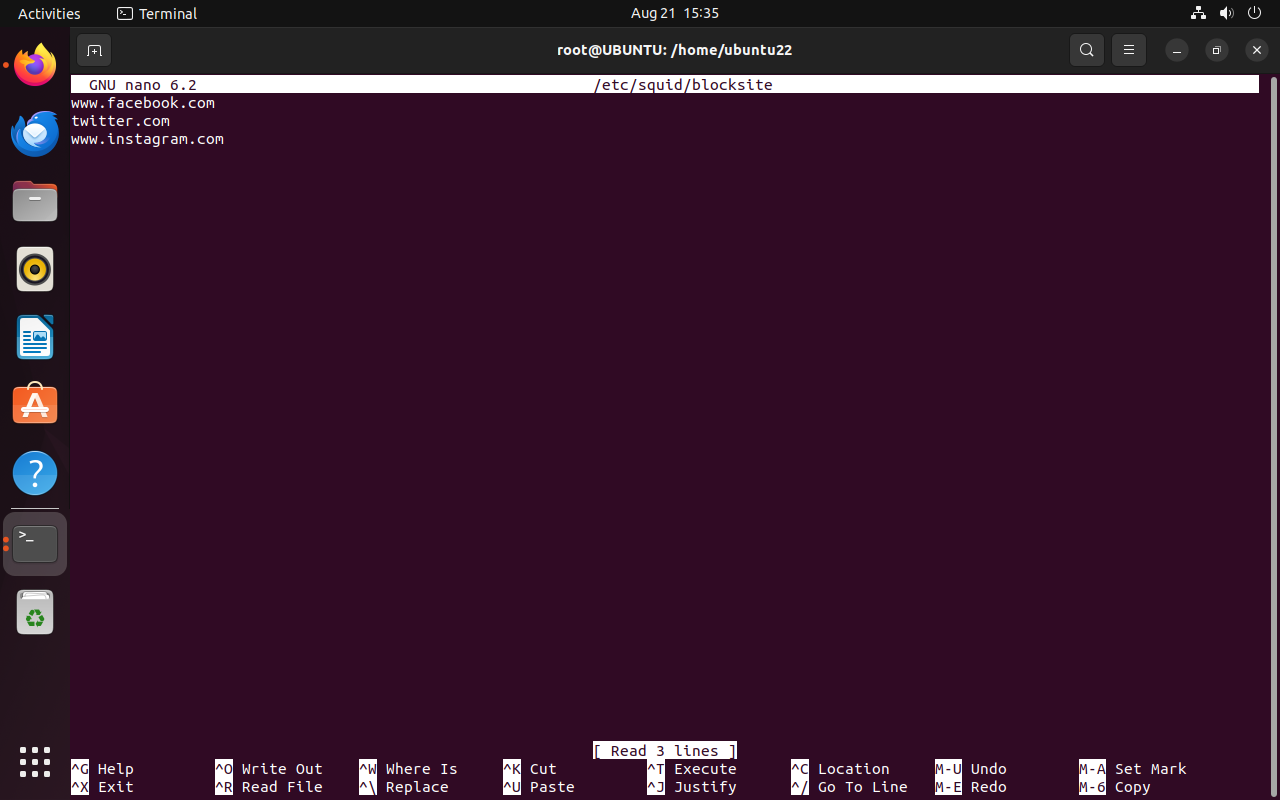 Activities Terminal Aug 21 15:35
root@UBUNTU: /home/ubuntu22
GNU nano 6.2 /etc/squid/blocksite
www.facebook.com
twitter.com
www.instagram.com
[ Read 3 lines ]
^G Help ^O Write Out ^W Where Is ^K Cut ^T Execute ^C Location M-U Undo M-A Set Mark
^X Exit ^R Read File ^\ Replace ^U Paste ^J Justify ^/ Go To Line M-E Redo M-6 Copy